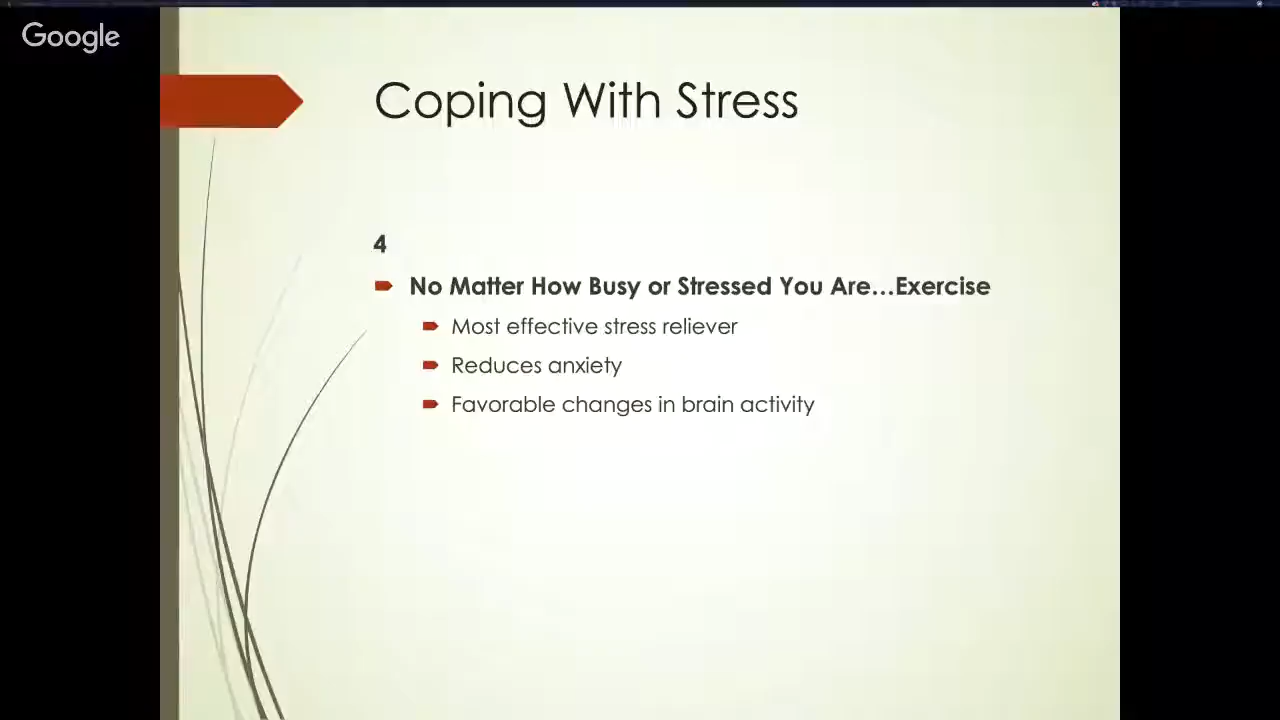 Google
Coping With Stress
4
No Matter How Busy or Stressed You Are…Exercise
Most effective stress reliever
Reduces anxiety
Favorable changes in brain activity